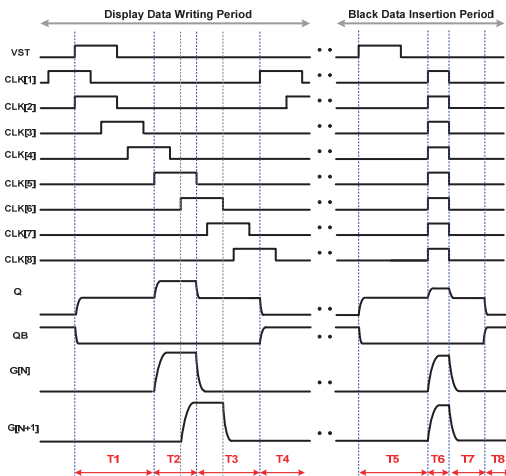 Display Data Writing Period
Black Data Insertion Period
VST
CLK[1]
CLK[2]
CLK[3]
CLK[4]
CLK[5]
CLK[6]
CLK[7]
CLK[8]
Q
QB
G[N]
G[N+1]
T1 T2 T3 T4 T5 T6 T7 T8